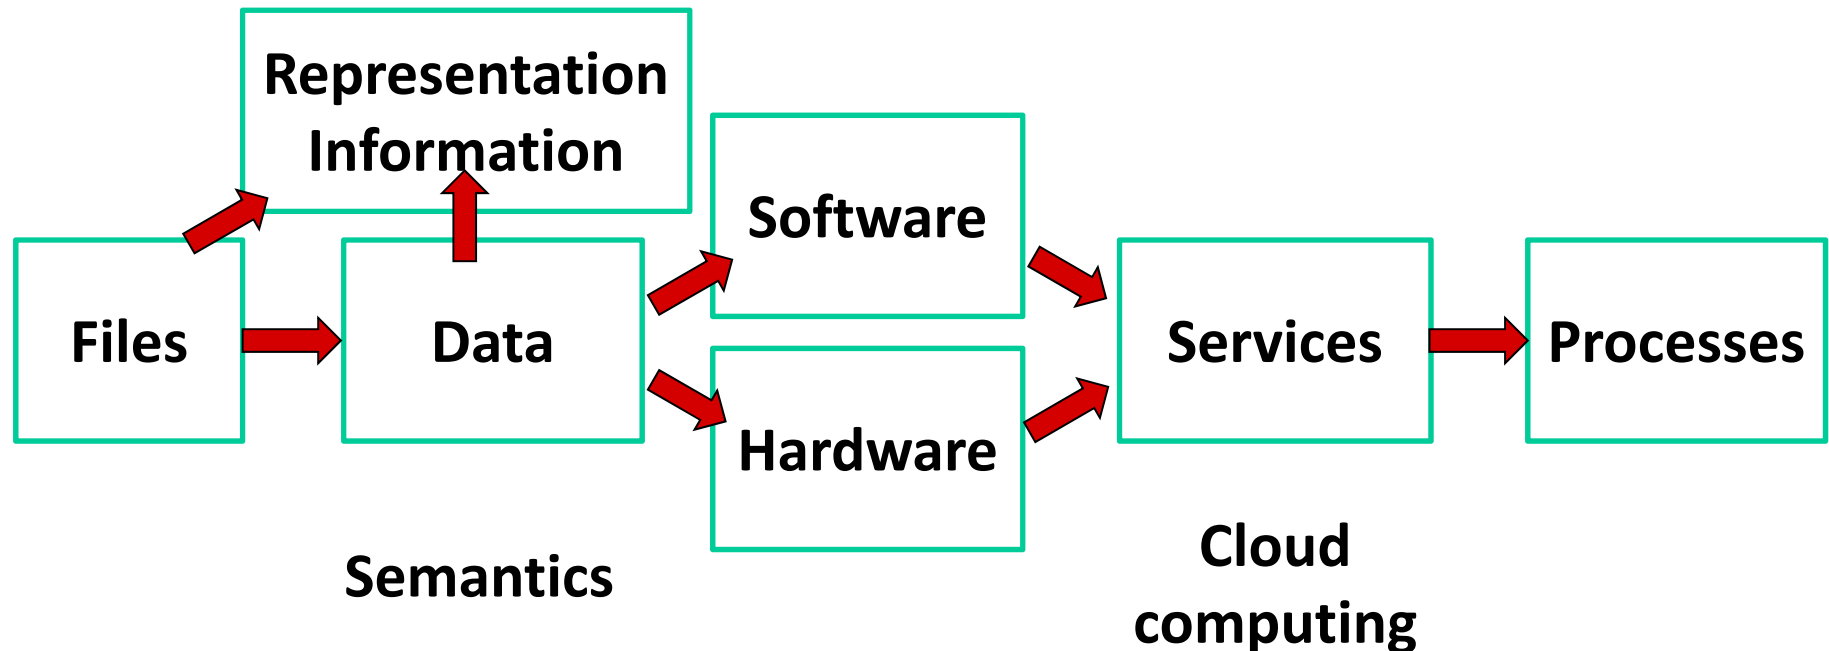 Representation
Information
Software
Files
Data
Services
Processes
Hardware
Semantics
Cloud
computing